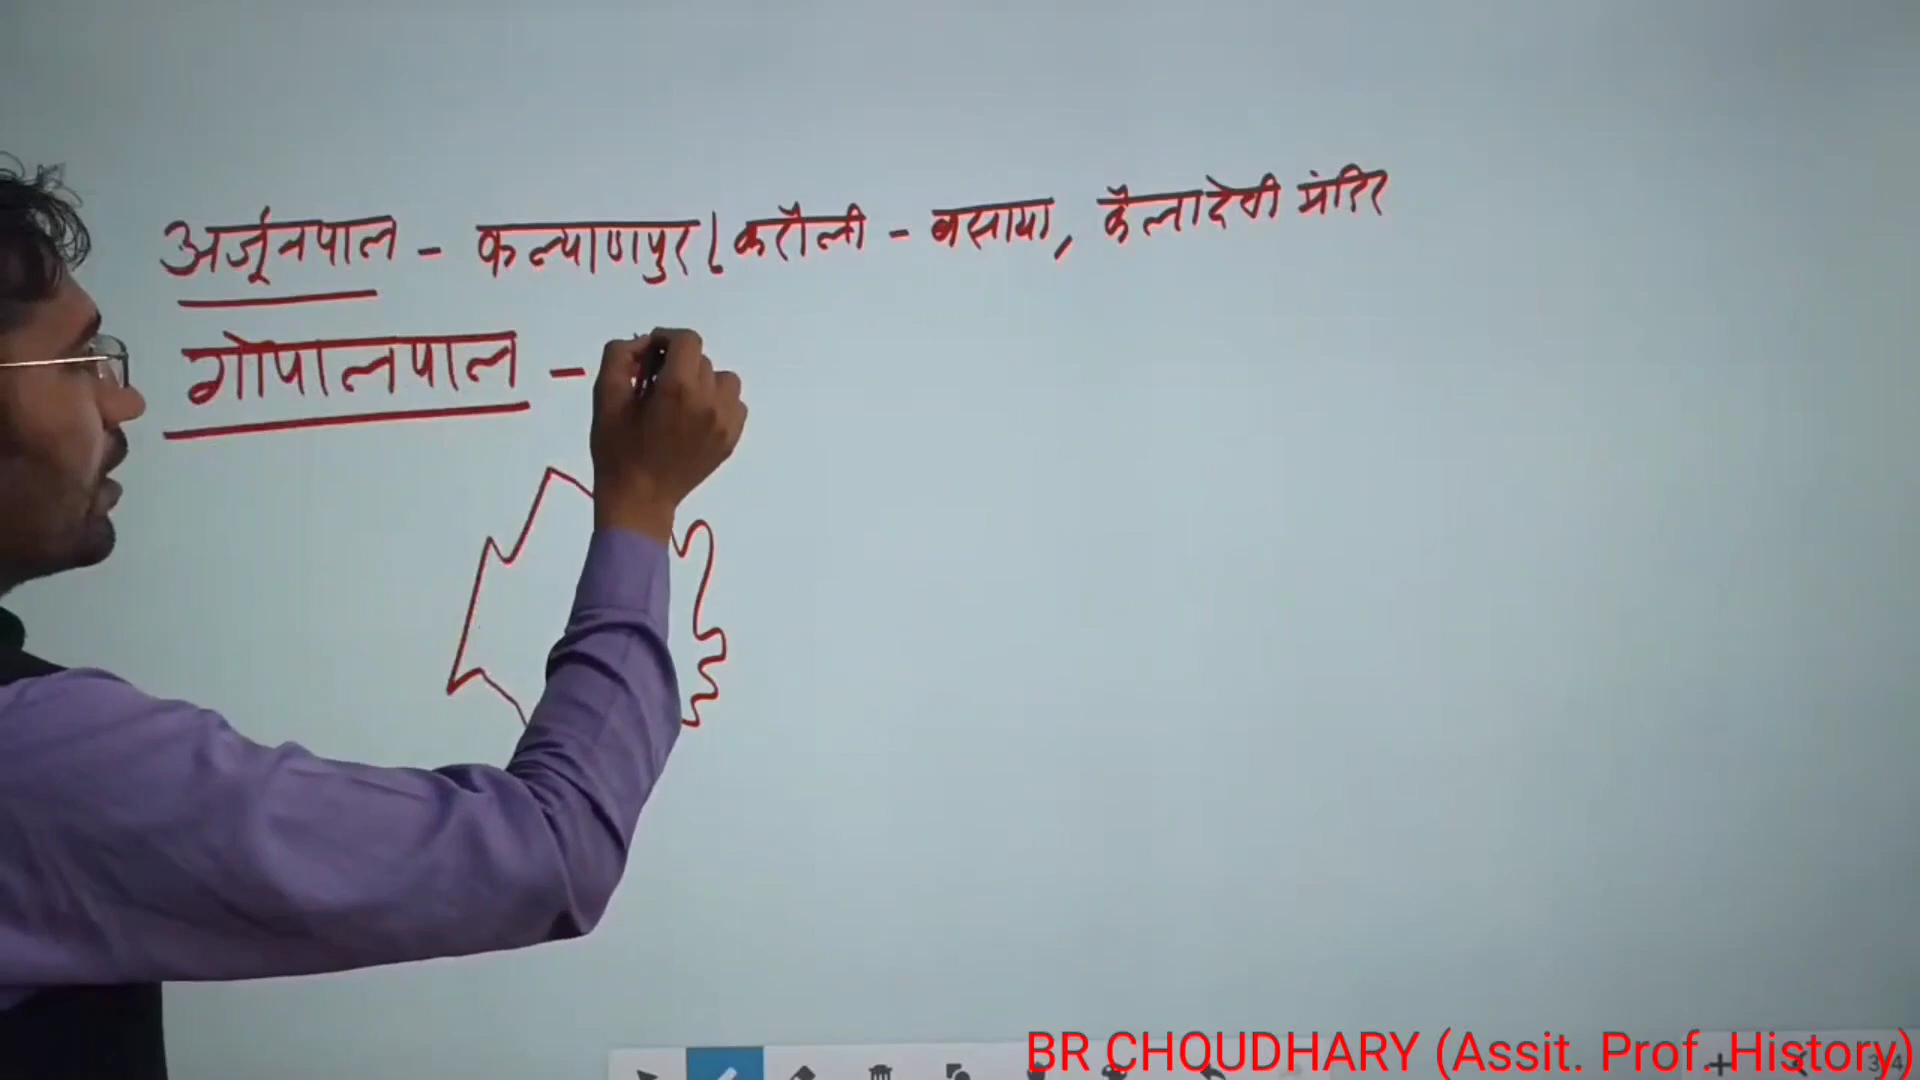 अर्जूनपाल - कल्याणपुर/करौली - बसाया, कैलादेवी मंदिर
गोपालपाल -
BR CHOUDHARY (Assit. Prof. History)